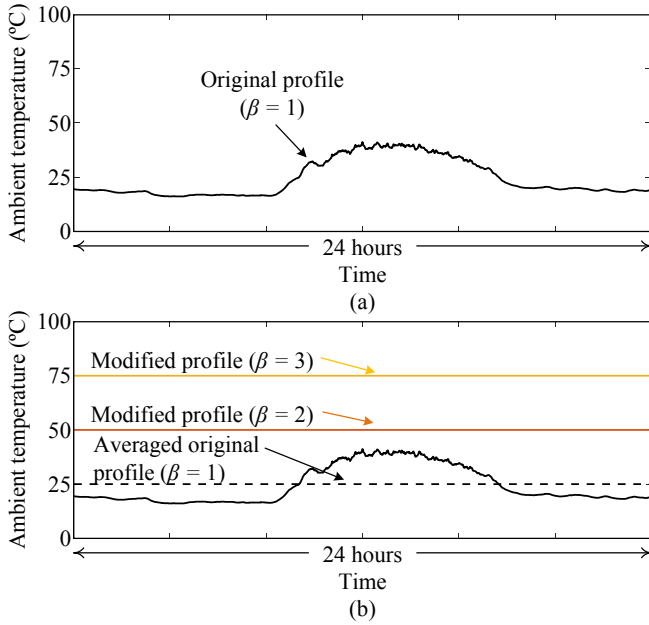 100
75
50
25
0
Ambient temperature (ºC)
Original profile
(β = 1)
24 hours
Time
(a)
100
75
50
25
0
Ambient temperature (ºC)
Modified profile (β = 3)
Modified profile (β = 2)
Averaged original
profile (β = 1)
24 hours
Time
(b)